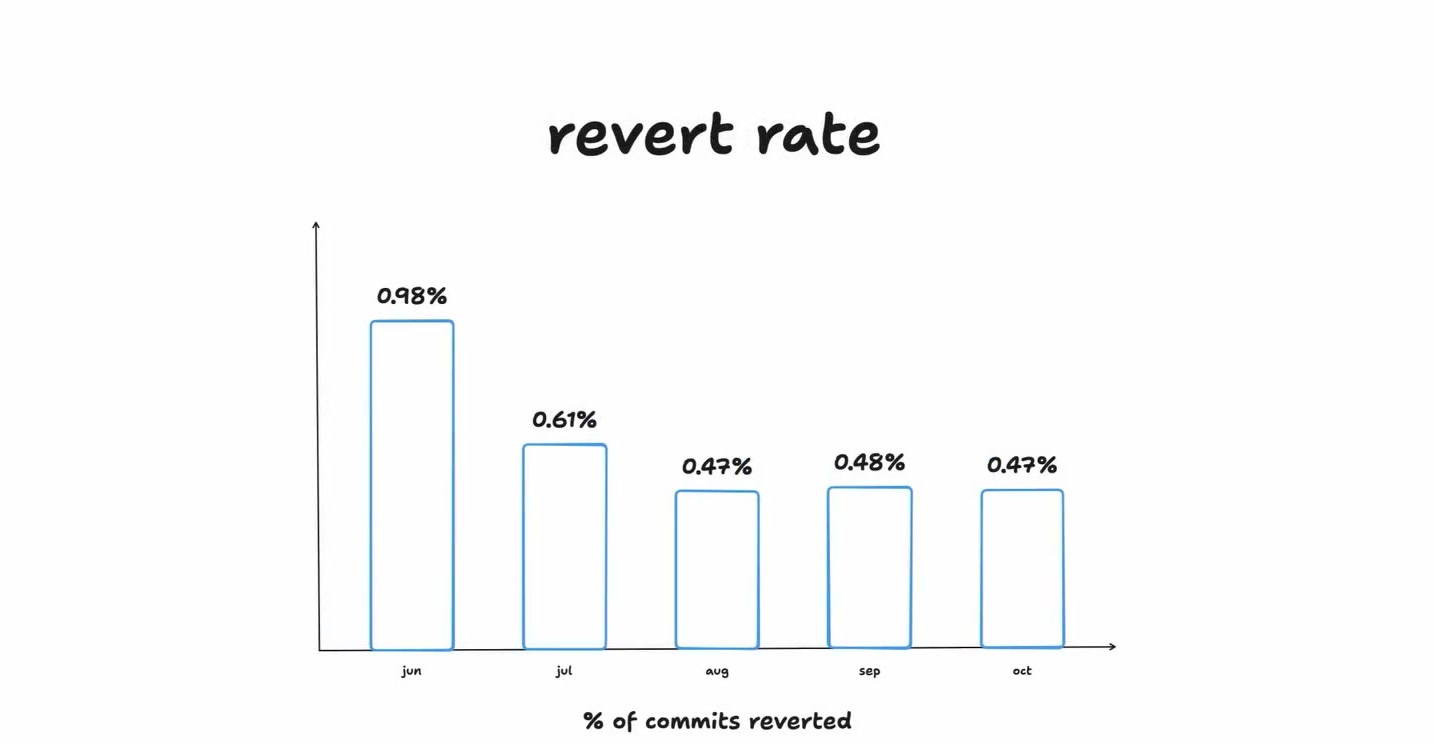 revert rate
0.98%
0.61%
0.47%
0.48%
0.47%
jun
jul
aug
sep
oct
% of commits reverted